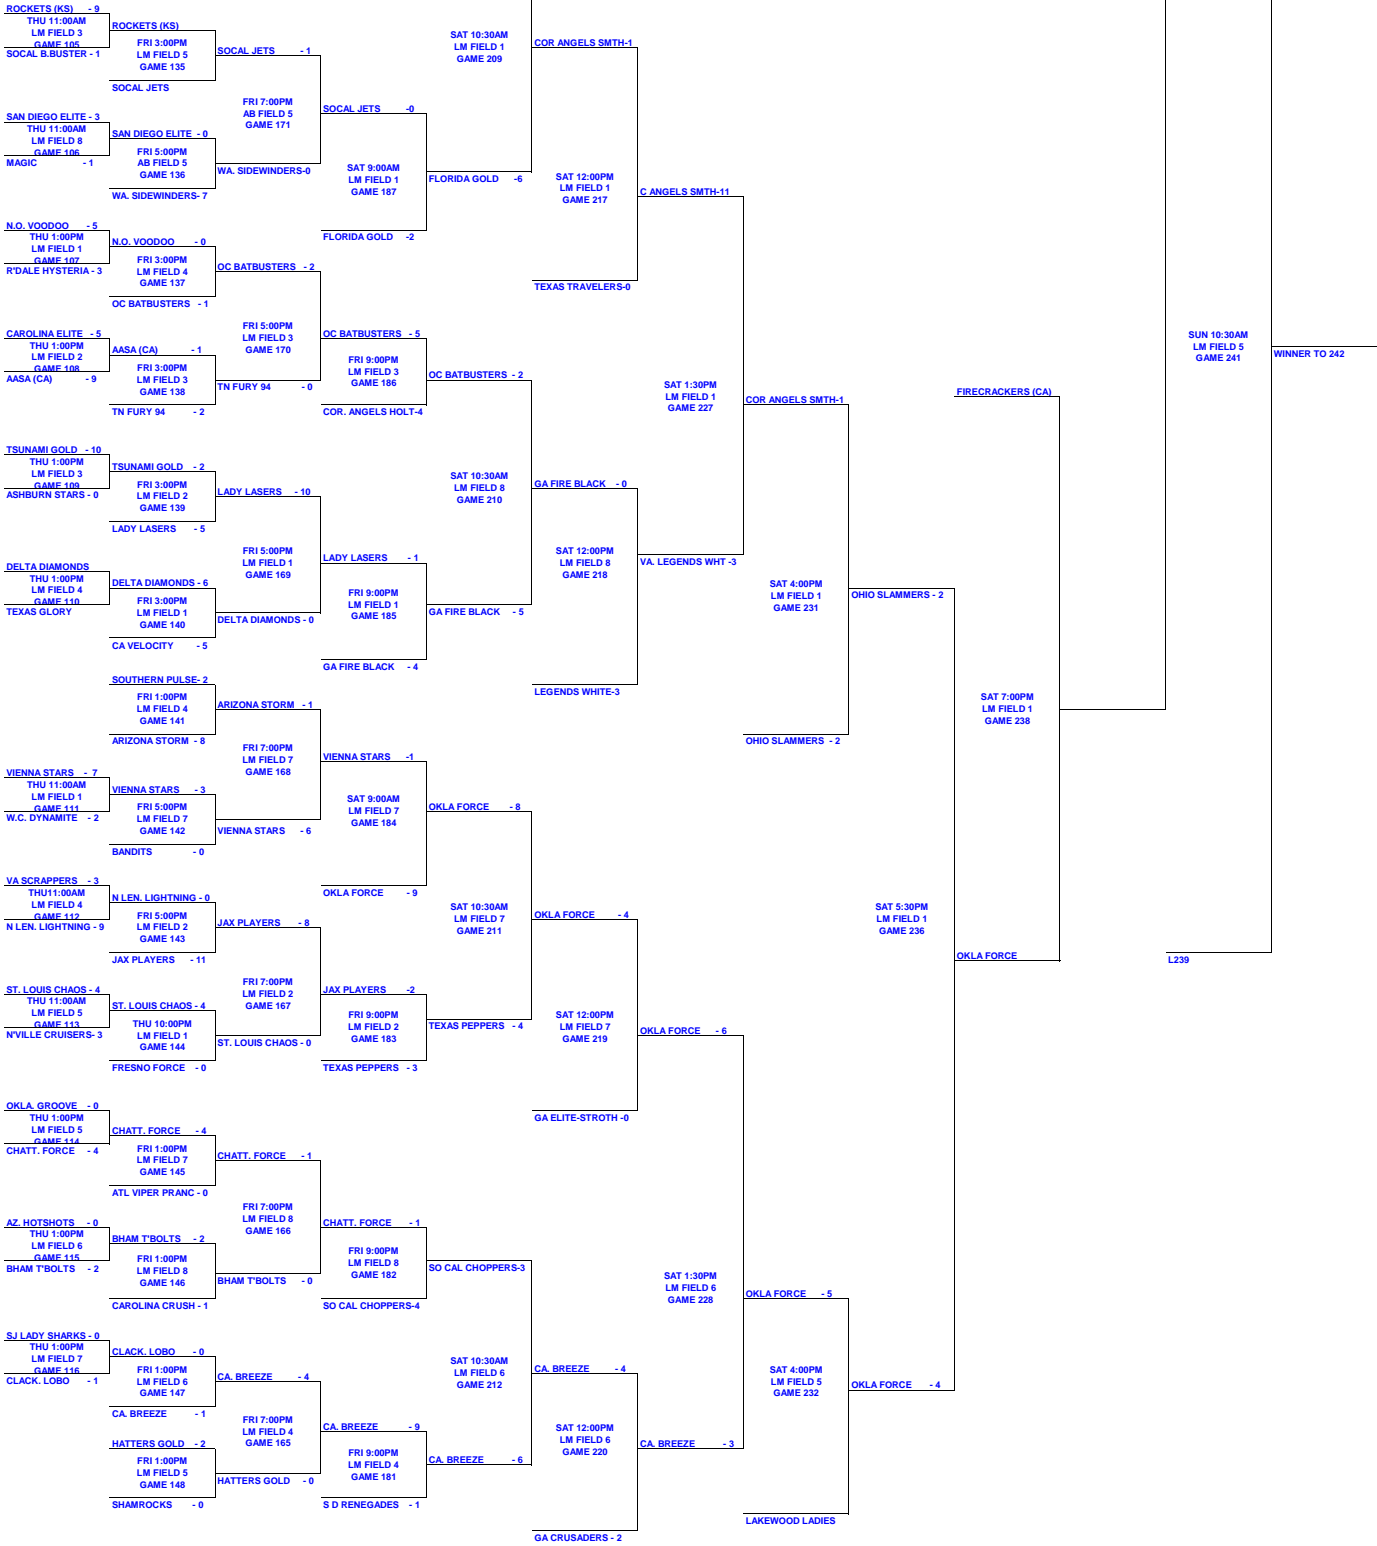 ROCKETS (KS) - 9
THU 11:00AM
LM FIELD 3
GAME 105
SOCAL B.BUSTER - 1
SAN DIEGO ELITE - 3
THU 11:00AM
LM FIELD 8
GAME 106
MAGIC - 1
N.O. VOODOO - 5
THU 1:00PM
LM FIELD 1
GAME 107
R'DALE HYSTERIA - 3
CAROLINA ELITE - 5
THU 1:00PM
LM FIELD 2
GAME 108
AASA (CA) - 9
TSUNAMI GOLD - 10
THU 1:00PM
LM FIELD 3
GAME 109
ASHBURN STARS - 0
DELTA DIAMONDS
THU 1:00PM
LM FIELD 4
GAME 110
TEXAS GLORY
VIENNA STARS - 7
THU 11:00AM
LM FIELD 1
GAME 111
W.C. DYNAMITE - 2
VA SCRAPPERS - 3
THU11:00AM
LM FIELD 4
GAME 112
N LEN. LIGHTNING - 9
ST. LOUIS CHAOS - 4
THU 11:00AM
LM FIELD 5
GAME 113
N'VILLE CRUISERS- 3
OKLA. GROOVE - 0
THU 1:00PM
LM FIELD 5
GAME 114
CHATT. FORCE - 4
AZ. HOTSHOTS - 0
THU 1:00PM
LM FIELD 6
GAME 115
BHAM T'BOLTS - 2
SJ LADY SHARKS - 0
THU 1:00PM
LM FIELD 7
GAME 116
CLACK. LOBO - 1
ROCKETS (KS)
FRI 3:00PM
LM FIELD 5
GAME 135
SOCAL JETS
SAN DIEGO ELITE - 0
FRI 5:00PM
AB FIELD 5
GAME 136
WA. SIDEWINDERS- 7
N.O. VOODOO - 0
FRI 3:00PM
LM FIELD 4
GAME 137
OC BATBUSTERS - 1
AASA (CA) - 1
FRI 3:00PM
LM FIELD 3
GAME 138
TN FURY 94 - 2
TSUNAMI GOLD - 2
FRI 3:00PM
LM FIELD 2
GAME 139
LADY LASERS - 5
DELTA DIAMONDS - 6
FRI 3:00PM
LM FIELD 1
GAME 140
CA VELOCITY - 5
SOUTHERN PULSE- 2
FRI 1:00PM
LM FIELD 4
GAME 141
ARIZONA STORM - 8
VIENNA STARS - 3
FRI 5:00PM
LM FIELD 7
GAME 142
BANDITS - 0
N LEN. LIGHTNING - 0
FRI 5:00PM
LM FIELD 2
GAME 143
JAX PLAYERS - 11
ST. LOUIS CHAOS - 4
THU 10:00PM
LM FIELD 1
GAME 144
FRESNO FORCE - 0
CHATT. FORCE - 4
FRI 1:00PM
LM FIELD 7
GAME 145
ATL VIPER PRANC - 0
BHAM T'BOLTS - 2
FRI 1:00PM
LM FIELD 8
GAME 146
CAROLINA CRUSH - 1
CLACK. LOBO - 0
FRI 1:00PM
LM FIELD 6
GAME 147
CA. BREEZE - 1
HATTERS GOLD - 2
FRI 1:00PM
LM FIELD 5
GAME 148
SHAMROCKS - 0
SOCAL JETS - 1
FRI 7:00PM
AB FIELD 5
GAME 171
WA. SIDEWINDERS-0
OC BATBUSTERS - 2
FRI 5:00PM
LM FIELD 3
GAME 170
TN FURY 94 - 0
LADY LASERS - 10
FRI 5:00PM
LM FIELD 1
GAME 169
DELTA DIAMONDS - 0
ARIZONA STORM - 1
FRI 7:00PM
LM FIELD 7
GAME 168
VIENNA STARS - 6
JAX PLAYERS - 8
FRI 7:00PM
LM FIELD 2
GAME 167
ST. LOUIS CHAOS - 0
CHATT. FORCE - 1
FRI 7:00PM
LM FIELD 8
GAME 166
BHAM T'BOLTS - 0
CA. BREEZE - 4
FRI 7:00PM
LM FIELD 4
GAME 165
HATTERS GOLD - 0
SOCAL JETS -0
SAT 9:00AM
LM FIELD 1
GAME 187
FLORIDA GOLD -2
OC BATBUSTERS - 5
FRI 9:00PM
LM FIELD 3
GAME 186
COR. ANGELS HOLT-4
LADY LASERS - 1
FRI 9:00PM
LM FIELD 1
GAME 185
GA FIRE BLACK - 4
VIENNA STARS -1
SAT 9:00AM
LM FIELD 7
GAME 184
OKLA FORCE - 9
JAX PLAYERS -2
FRI 9:00PM
LM FIELD 2
GAME 183
TEXAS PEPPERS - 3
CHATT. FORCE - 1
FRI 9:00PM
LM FIELD 8
GAME 182
SO CAL CHOPPERS-4
CA. BREEZE - 9
FRI 9:00PM
LM FIELD 4
GAME 181
S D RENEGADES - 1
SAT 10:30AM
LM FIELD 1
GAME 209
FLORIDA GOLD -6
OC BATBUSTERS - 2
SAT 10:30AM
LM FIELD 8
GAME 210
GA FIRE BLACK - 5
OKLA FORCE - 8
SAT 10:30AM
LM FIELD 7
GAME 211
TEXAS PEPPERS - 4
SO CAL CHOPPERS-3
SAT 10:30AM
LM FIELD 6
GAME 212
CA. BREEZE - 6
COR ANGELS SMTH-1
SAT 12:00PM
LM FIELD 1
GAME 217
TEXAS TRAVELERS-0
GA FIRE BLACK - 0
SAT 12:00PM
LM FIELD 8
GAME 218
LEGENDS WHITE-3
OKLA FORCE - 4
SAT 12:00PM
LM FIELD 7
GAME 219
GA ELITE-STROTH -0
CA. BREEZE - 4
SAT 12:00PM
LM FIELD 6
GAME 220
GA CRUSADERS - 2
C ANGELS SMTH-11
SAT 1:30PM
LM FIELD 1
GAME 227
VA. LEGENDS WHT -3
OKLA FORCE - 6
SAT 1:30PM
LM FIELD 6
GAME 228
CA. BREEZE - 3
COR ANGELS SMTH-1
SAT 4:00PM
LM FIELD 1
GAME 231
OHIO SLAMMERS - 2
OKLA FORCE - 5
SAT 4:00PM
LM FIELD 5
GAME 232
LAKEWOOD LADIES
OHIO SLAMMERS - 2
SAT 5:30PM
LM FIELD 1
GAME 236
OKLA FORCE - 4
FIRECRACKERS (CA)
SAT 7:00PM
LM FIELD 1
GAME 238
OKLA FORCE
SUN 10:30AM
LM FIELD 5
GAME 241
L239
WINNER TO 242